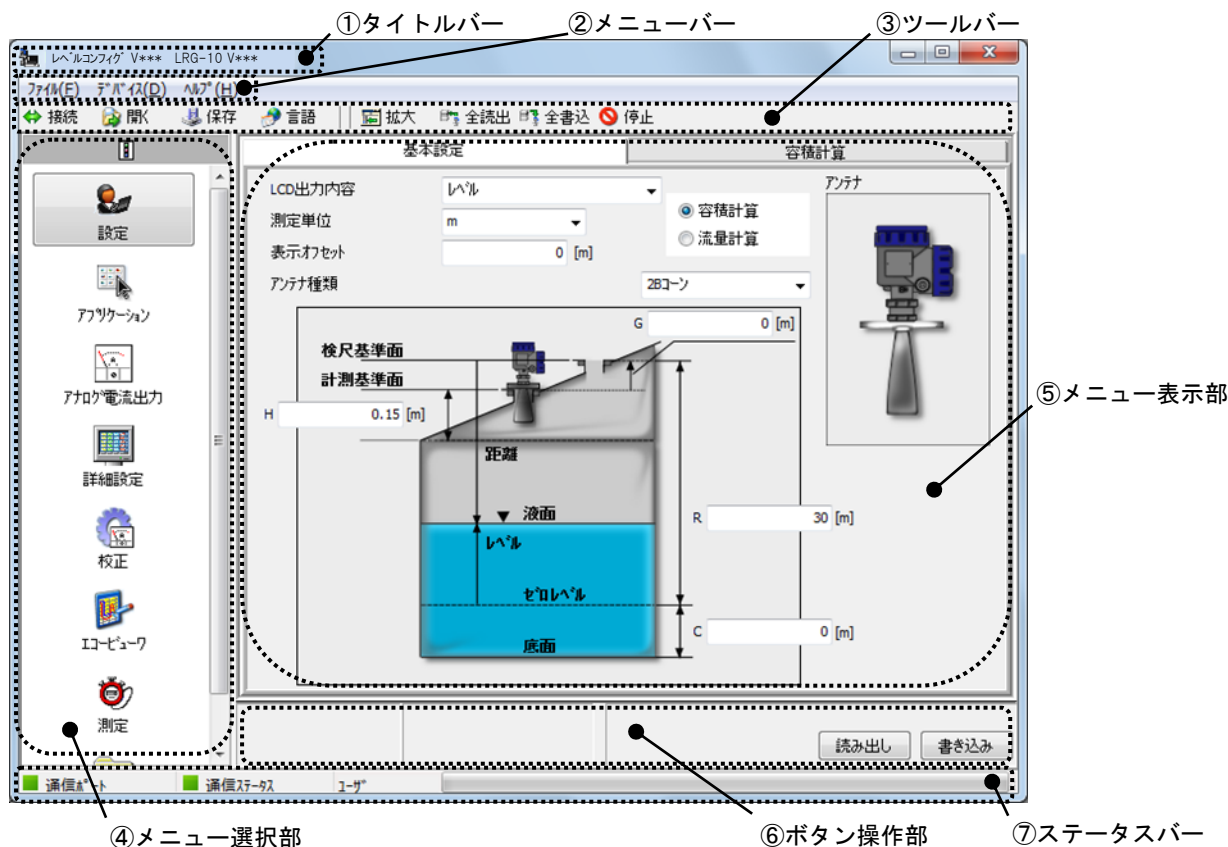 ①タイトルバー
②メニューバー
③ツールバー
ﾚﾍﾞﾙｺﾝﾌｨｸﾞ V*** LRG-10 V***
ﾌｧｲﾙ(F) ﾃﾞﾊﾞｲｽ(D) ﾍﾙﾌﾟ(H)
接続 開く 保存 言語 拡大 全読出 全書込 停止
基本設定
容積計算
設定
ｱﾌﾟﾘｹｰｼｮﾝ
ｱﾅﾛｸﾞ電流出力
詳細設定
校正
ｴｺｰﾋﾞｭｰﾜ
測定
LCD出力内容 ﾚﾍﾞﾙ
測定単位 m
表示ｵﾌｾｯﾄ 0 [m]
◉ 容積計算
流量計算
ｱﾝﾃﾅ種類 2Bｺｰﾝ
ｱﾝﾃﾅ
G 0 [m]
検尺基準面
計測基準面
H 0.15 [m]
距離
▼ 液面
ﾚﾍﾞﾙ
R 30 [m]
ｾﾞﾛﾚﾍﾞﾙ
C 0 [m]
底面
⑤メニュー表示部
読み出し 書き込み
通信ﾎﾟｰﾄ 通信ｽﾃｰﾀｽ ﾕｰｻﾞ
④メニュー選択部
⑥ボタン操作部
⑦ステータスバー